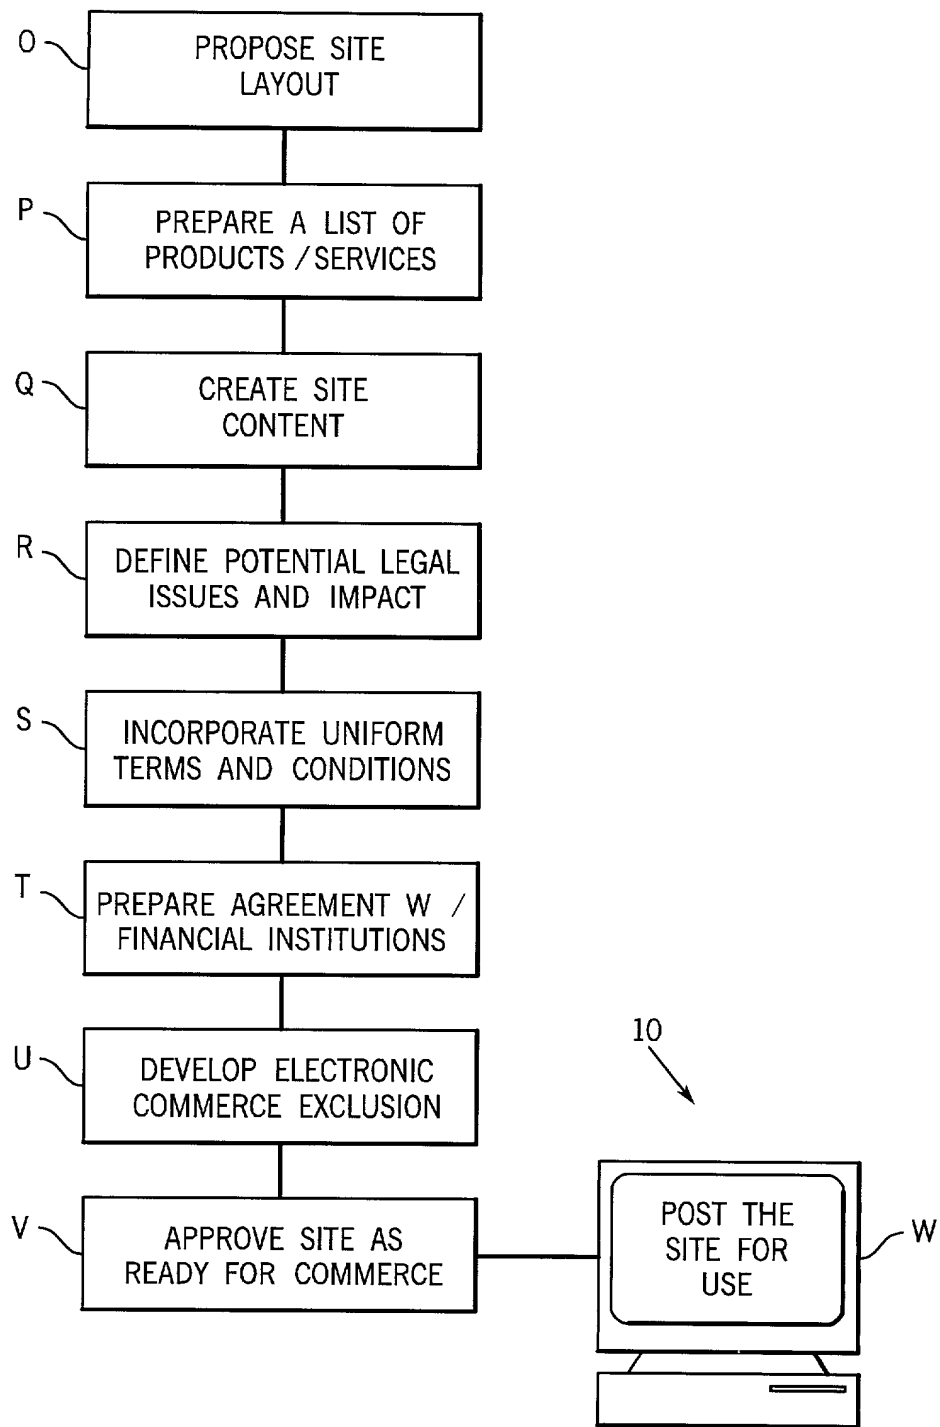 O
PROPOSE SITE
LAYOUT
P
PREPARE A LIST OF
PRODUCTS / SERVICES
Q
CREATE SITE
CONTENT
R
DEFINE POTENTIAL LEGAL
ISSUES AND IMPACT
S
INCORPORATE UNIFORM
TERMS AND CONDITIONS
T
PREPARE AGREEMENT W /
FINANCIAL INSTITUTIONS
U
DEVELOP ELECTRONIC
COMMERCE EXCLUSION
V
APPROVE SITE AS
READY FOR COMMERCE
10
POST THE
SITE FOR
USE
W